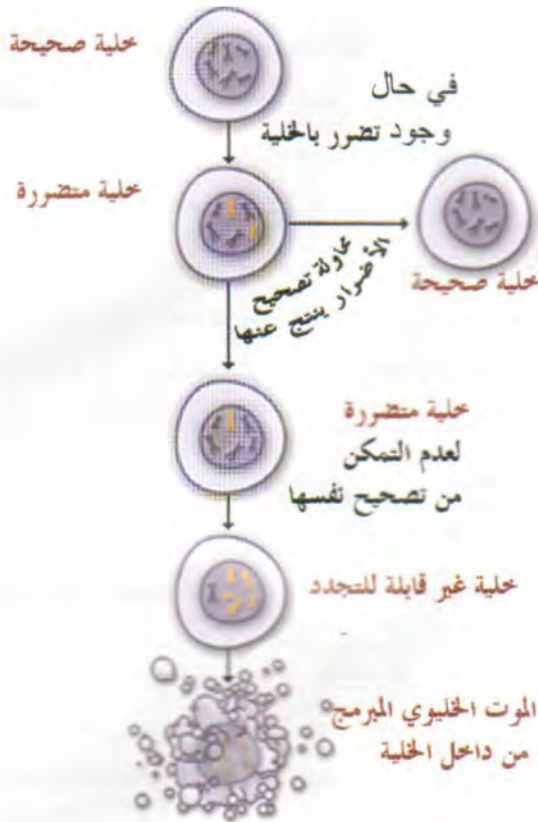 خلية صحيحة
في حال
وجود تضرر بالخلية
خلية متضررة
محاولة تصحيح
الأضرار ينتج عنها
خلية صحيحة
خلية متضررة
لعدم التمكن
من تصحيح نفسها
خلية غير قابلة للتجدد
الموت الخليوي المبرمج
من داخل الخلية